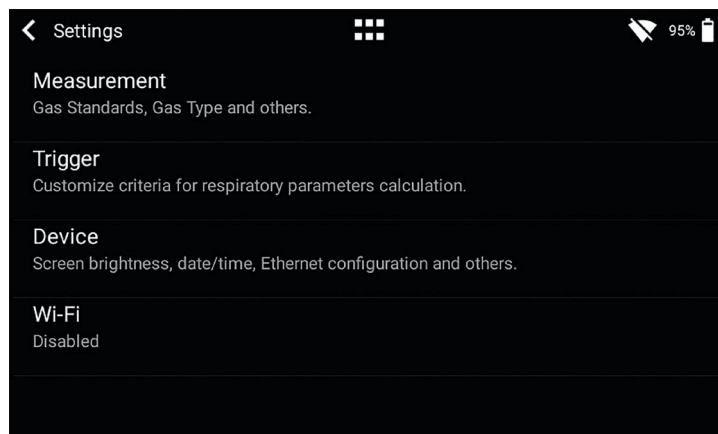 Settings
95%
Measurement
Gas Standards, Gas Type and others.
Trigger
Customize criteria for respiratory parameters calculation.
Device
Screen brightness, date/time, Ethernet configuration and others.
Wi-Fi
Disabled